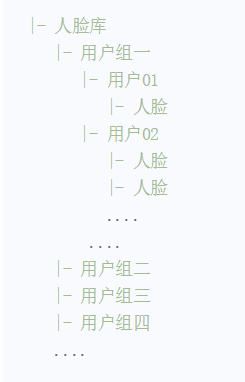 |- 人脸库
|- 用户组一
|- 用户01
|- 人脸
|- 用户02
|- 人脸
|- 人脸
....
....
|- 用户组二
|- 用户组三
|- 用户组四
....